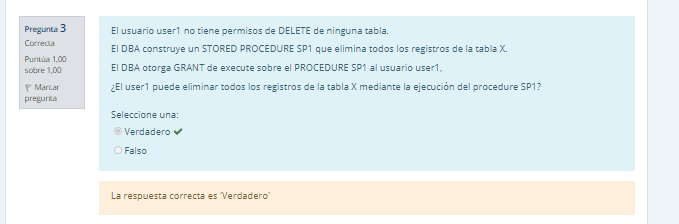 Pregunta 3
Correcta
Puntúa 1,00
sobre 1,00
Marcar
pregunta
El usuario user1 no tiene permisos de DELETE de ninguna tabla.
El DBA construye un STORED PROCEDURE SP1 que elimina todos los registros de la tabla X.
El DBA otorga GRANT de execute sobre el PROCEDURE SP1 al usuario user1,
¿El user1 puede eliminar todos los registros de la tabla X mediante la ejecución del procedure SP1?
Seleccione una:
Verdadero
Falso
La respuesta correcta es 'Verdadero'